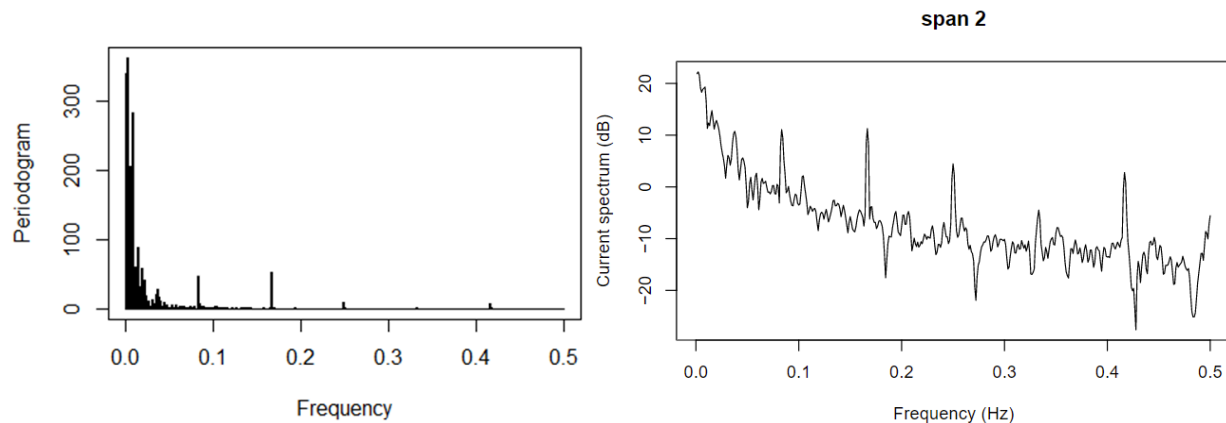 Periodogram
300
200
100
0
0.0 0.1 0.2 0.3 0.4 0.5
Frequency
span 2
Current spectrum (dB)
20
10
0
−10
−20
0.0 0.1 0.2 0.3 0.4 0.5
Frequency (Hz)